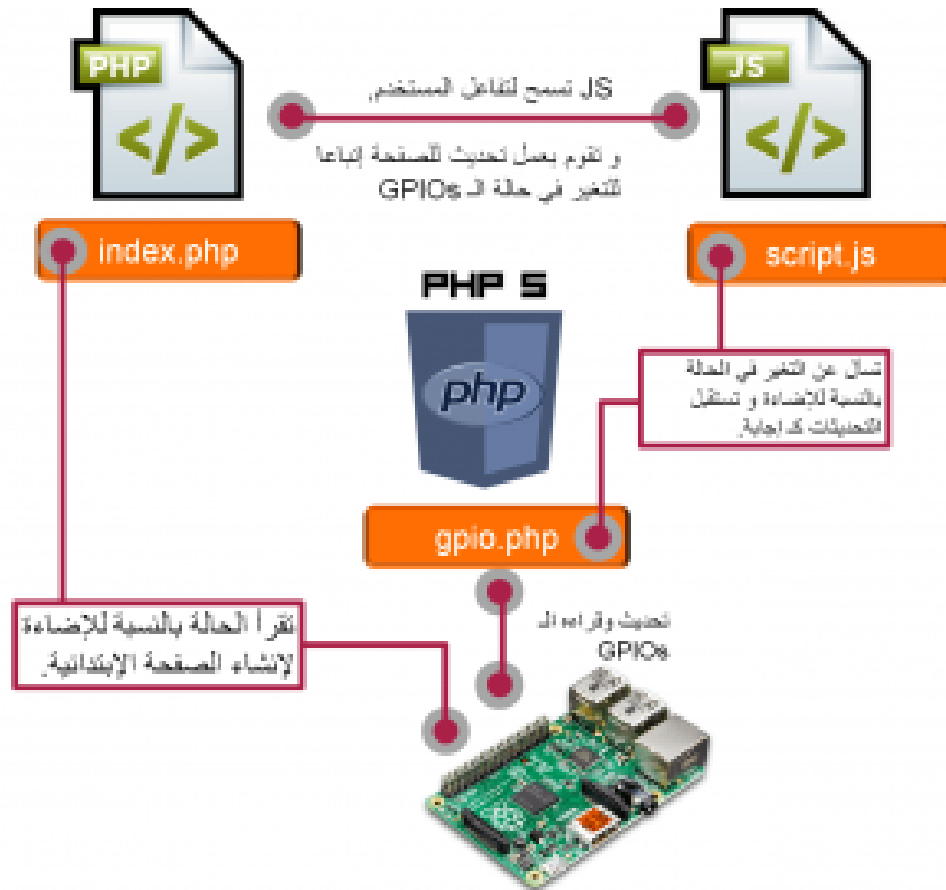 PHP
JS
JS تسمح لتفاعل المستخدم.
و تقوم بعمل تحديث للصفحة إتباعا
للتغير في حالة الـ GPIOs
index.php
script.js
PHP 5
php
تسأل عن التغير في الحالة
بالنسبة للإضاءة و تستقبل
التحديثات كـ إجابة.
gpio.php
تقرأ الحالة بالنسبة للإضاءة
لإنشاء الصفحة الإبتدائية.
تحديث وقراءه الـ
GPIOs